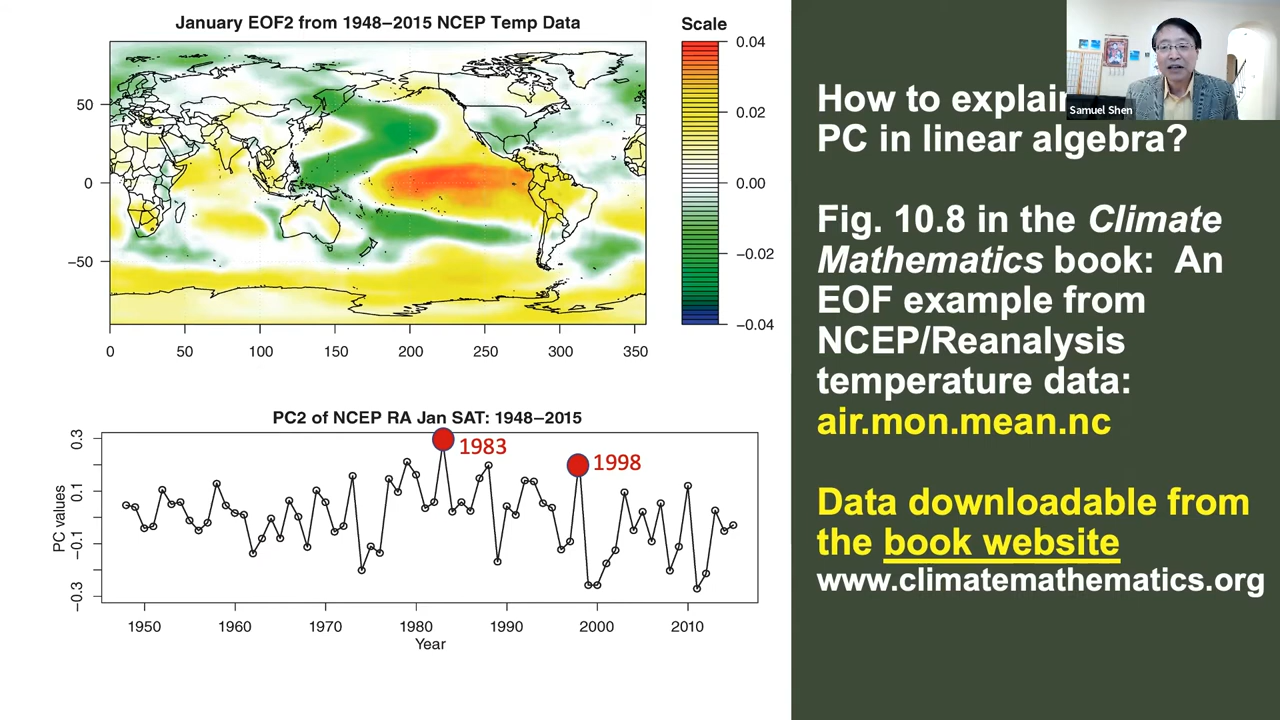 January EOF2 from 1948−2015 NCEP Temp Data
Scale
50
0
−50
0 50 100 150 200 250 300 350
0.04
0.02
0.00
−0.02
−0.04
PC2 of NCEP RA Jan SAT: 1948−2015
PC values
0.3
0.1
−0.1
−0.3
1983
1998
1950 1960 1970 1980 1990 2000 2010
Year
Samuel Shen
How to explain
PC in linear algebra?
Fig. 10.8 in the Climate
Mathematics book: An
EOF example from
NCEP/Reanalysis
temperature data:
air.mon.mean.nc
Data downloadable from
the book website
www.climatemathematics.org